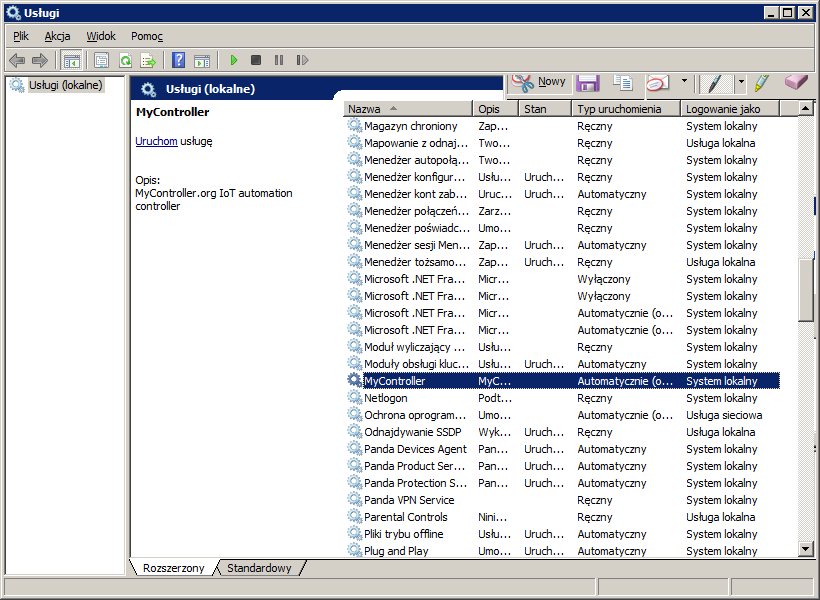 Usługi
Plik Akcja Widok Pomoc
Usługi (lokalne)
Usługi (lokalne)
Nowy
MyController
Uruchom usługę
Opis:
MyController.org IoT automation
controller
Nazwa Opis Stan Typ uruchomienia Logowanie jako
Magazyn chroniony Zap... Ręczny System lokalny
Mapowanie z odnaj... Two... Ręczny Usługa lokalna
Menedżer autopołą... Two... Ręczny System lokalny
Menedżer konfigur... Usłu... Uruch... Ręczny System lokalny
Menedżer kont zab... Uruc... Uruch... Automatyczny System lokalny
Menedżer połączeń... Zarz... Ręczny System lokalny
Menedżer poświadc... Umo... Ręczny System lokalny
Menedżer sesji Men... Zap... Uruch... Automatyczny System lokalny
Menedżer tożsamo... Zap... Uruch... Ręczny Usługa lokalna
Microsoft .NET Fra... Micr... Wyłączony System lokalny
Microsoft .NET Fra... Micr... Wyłączony System lokalny
Microsoft .NET Fra... Micr... Automatycznie (o... System lokalny
Microsoft .NET Fra... Micr... Automatycznie (o... System lokalny
Moduł wyliczający ... Usłu... Ręczny System lokalny
Moduły obsługi kluc... Usłu... Uruch... Automatyczny System lokalny
MyController MyC... Automatycznie (o... System lokalny
Netlogon Podt... Ręczny System lokalny
Ochrona oprogram... Umo... Automatycznie (o... Usługa sieciowa
Odnajdywanie SSDP Wyk... Uruch... Ręczny Usługa lokalna
Panda Devices Agent Pan... Uruch... Automatyczny System lokalny
Panda Product Ser... Pan... Uruch... Automatyczny System lokalny
Panda Protection S... Pan... Uruch... Automatyczny System lokalny
Panda VPN Service Ręczny System lokalny
Parental Controls Nini... Ręczny Usługa lokalna
Pliki trybu offline Usłu... Uruch... Automatyczny System lokalny
Plug and Play Umo... Uruch... Automatyczny System lokalny
Rozszerzony Standardowy